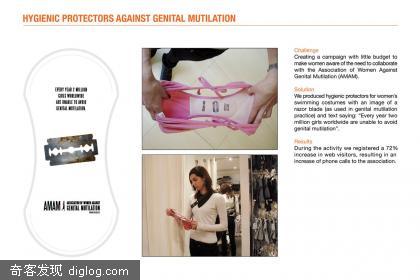 HYGIENIC PROTECTORS AGAINST GENITAL MUTILATION
EVERY YEAR 2 MILLION
GIRLS WORLDWIDE
ARE UNABLE TO AVOID
GENITAL MUTILATION.
AMAM
ASSOCIATION OF WOMEN AGAINST
GENITAL MUTILATION
Challenge
Creating a campaign with little budget to
make women aware of the need to collaborate
with the Association of Women Against
Genital Mutilation (AMAM).
Solution
We produced hygienic protectors for women's
swimming costumes with an image of a
razor blade (as used in genital mutilation
practice) and text saying: "Every year two
million girls worldwide are unable to avoid
genital mutilation".
Results
During the activity we registered a 72%
increase in web visitors, resulting in an
increase of phone calls to the association.
奇客发现 diglog.com